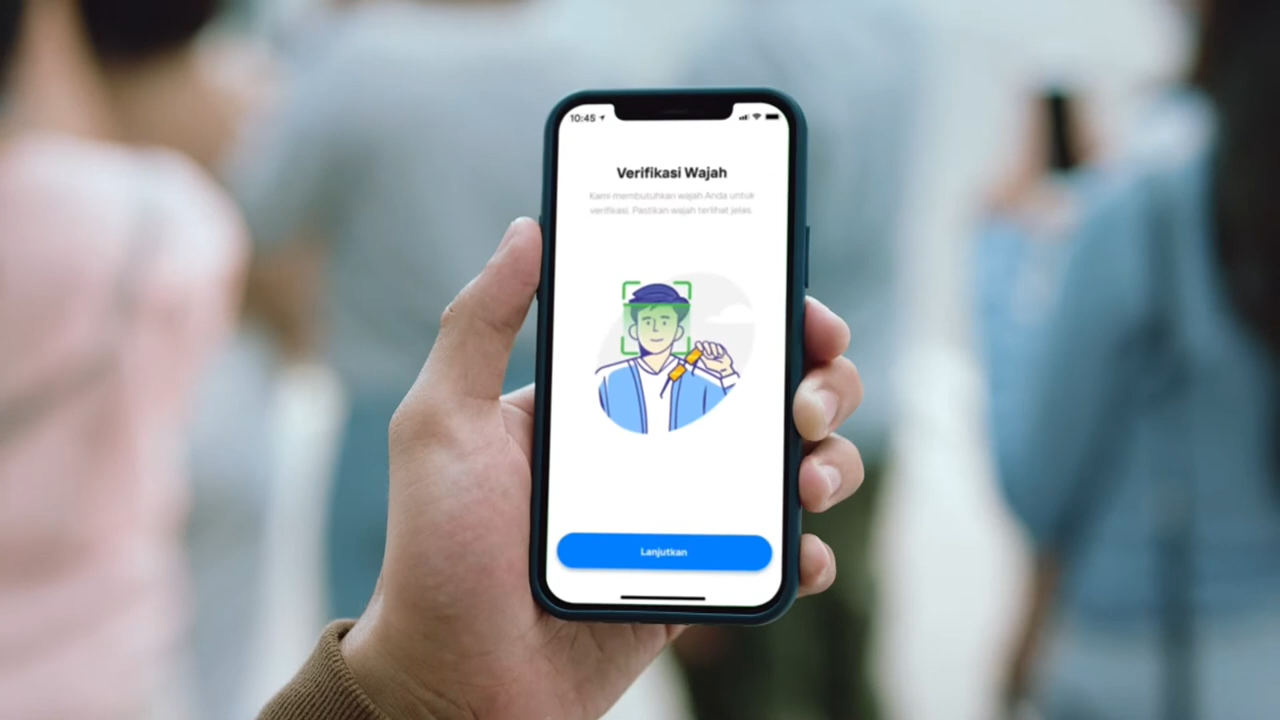 10:45
Verifikasi Wajah
Kami membutuhkan wajah Anda untuk
verifikasi. Pastikan wajah terlihat jelas.
Lanjutkan